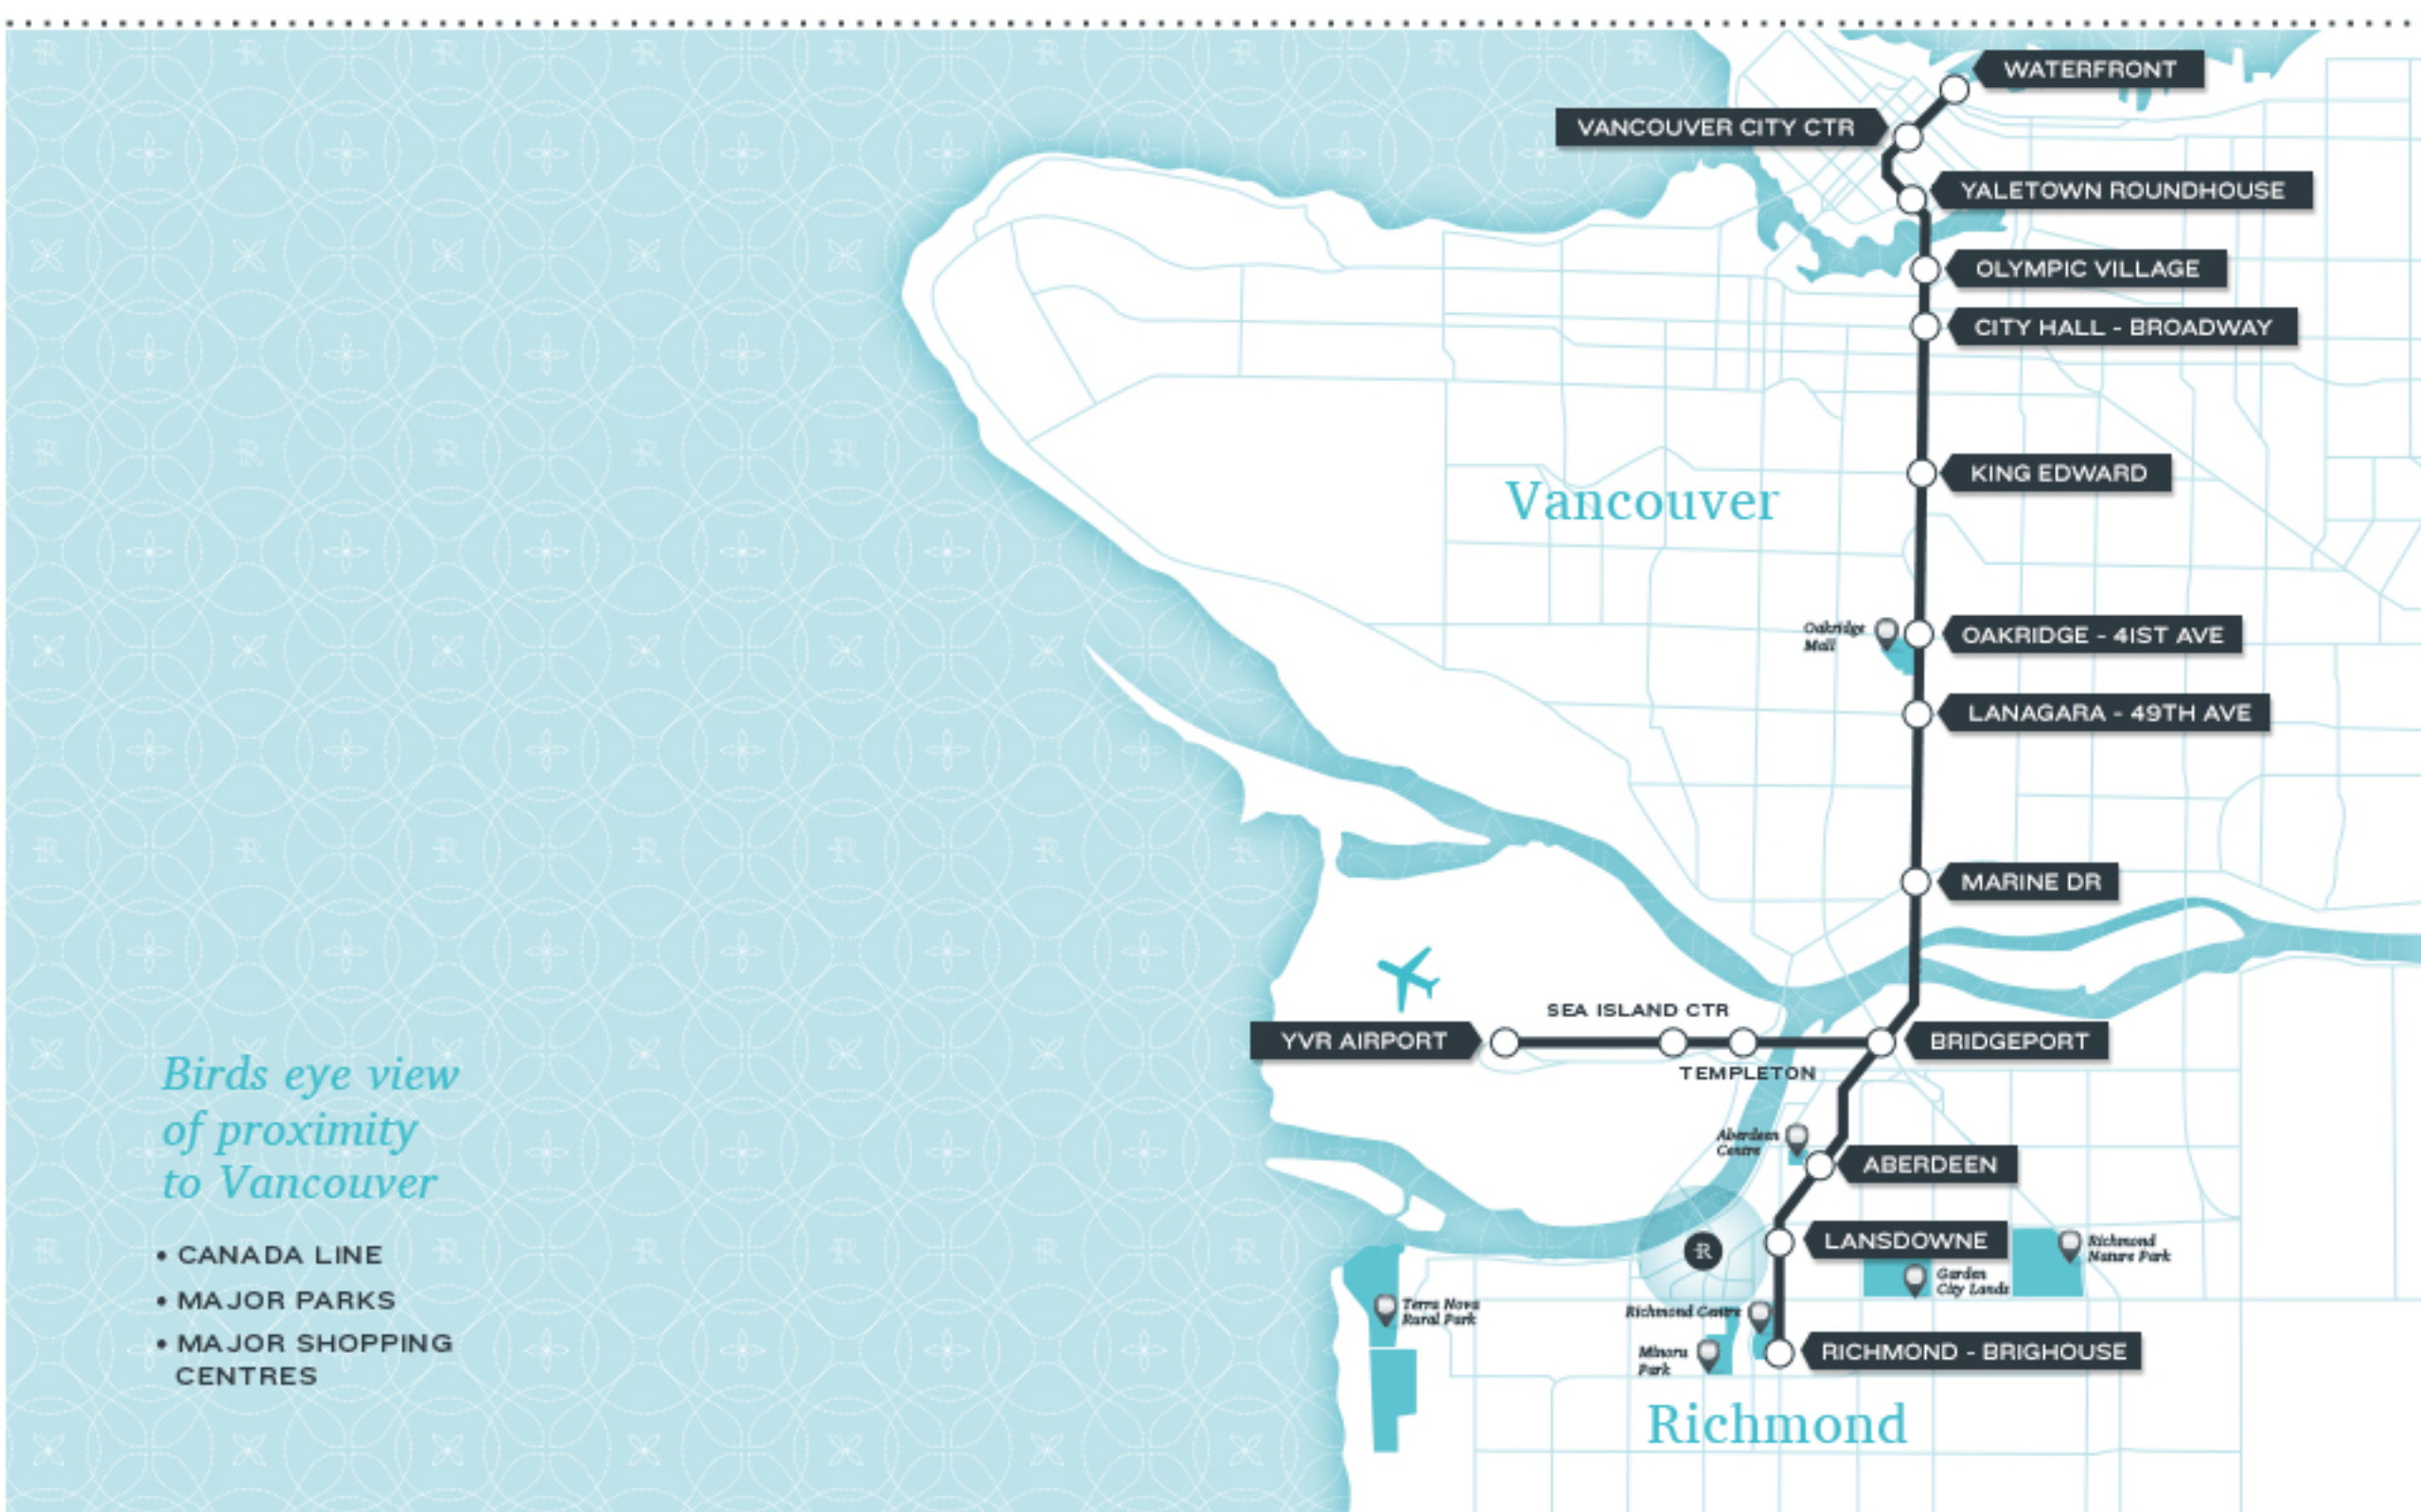 WATERFRONT
VANCOUVER CITY CTR
YALETOWN ROUNDHOUSE
OLYMPIC VILLAGE
CITY HALL - BROADWAY
KING EDWARD
Vancouver
Oakridge
Mall
OAKRIDGE - 41ST AVE
LANAGARA - 49TH AVE
MARINE DR
SEA ISLAND CTR
YVR AIRPORT
BRIDGEPORT
TEMPLETON
Aberdeen
Centre
ABERDEEN
LANSDOWNE
R
Richmond
Nature Park
Garden
City Lands
Terra Nova
Rural Park
Richmond Centre
Minoru
Park
RICHMOND - BRIGHOUSE
Richmond
Birds eye view
of proximity
to Vancouver
• CANADA LINE
• MAJOR PARKS
• MAJOR SHOPPING
CENTRES